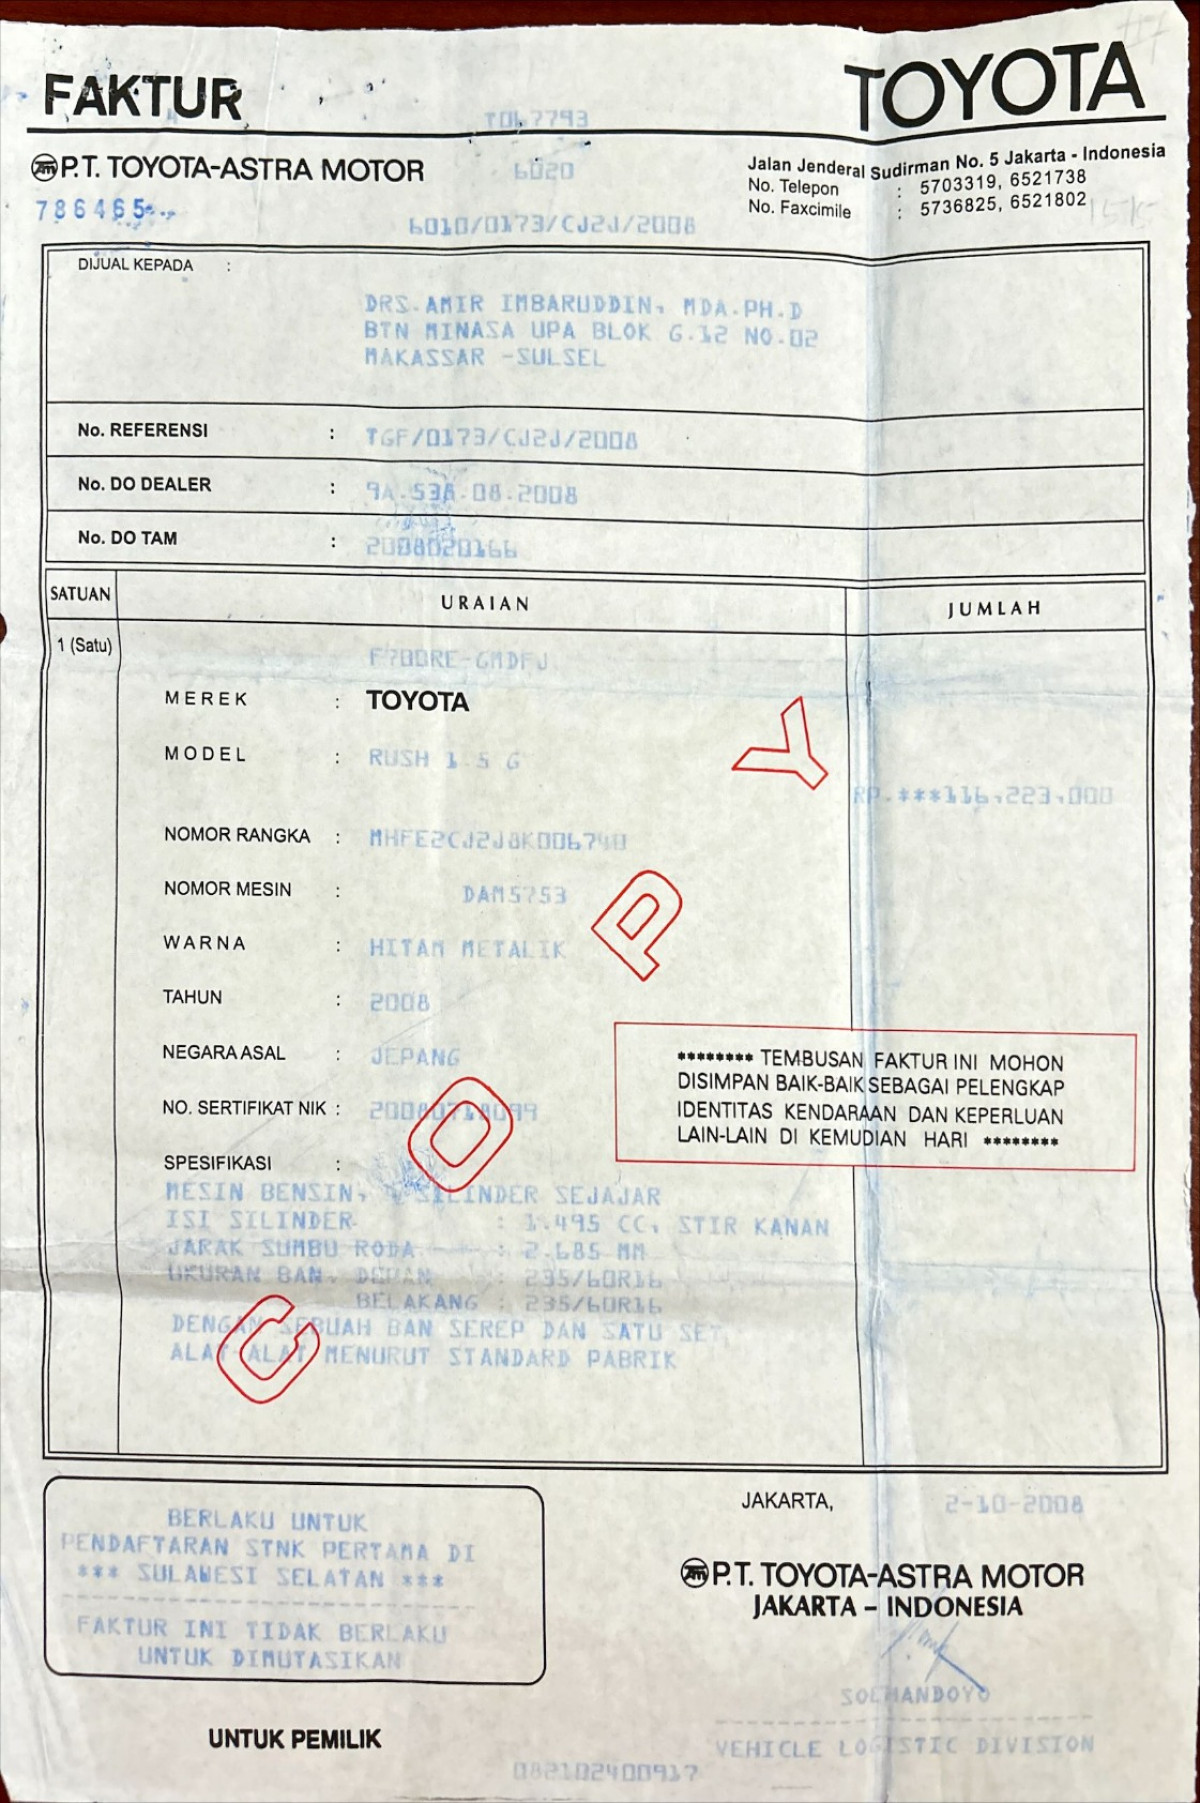 FAKTUR
TOYOTA
P.T. TOYOTA-ASTRA MOTOR
786465
6020
6010/0173/CJ2J/2008
Jalan Jenderal Sudirman No. 5 Jakarta - Indonesia
No. Telepon : 5703319, 6521738
No. Faxcimile : 5736825, 6521802
DIJUAL KEPADA :
DRS.AMIR IMBARUDDIN, MDA.PH.D
BTN MINASA UPA BLOK G.12 NO.02
MAKASSAR -SULSEL
No. REFERENSI : TGF/0173/CJ2J/2008
No. DO DEALER : 9A.53A.08.2008
No. DO TAM : 2008020166
SATUAN URAIAN JUMLAH
1 (Satu)
F700RE-GMDFJ
MEREK : TOYOTA
MODEL : RUSH 1.5 G
RP.***116,223,000
NOMOR RANGKA : MHFE2CJ2J8K006740
NOMOR MESIN : DAM5753
WARNA : HITAM METALIK
TAHUN : 2008
NEGARA ASAL : JEPANG
NO. SERTIFIKAT NIK : 20080718099
******** TEMBUSAN FAKTUR INI MOHON
DISIMPAN BAIK-BAIK SEBAGAI PELENGKAP
IDENTITAS KENDARAAN DAN KEPERLUAN
LAIN-LAIN DI KEMUDIAN HARI ********
SPESIFIKASI :
MESIN BENSIN, SILINDER SEJAJAR
ISI SILINDER : 1.495 CC, STIR KANAN
JARAK SUMBU RODA : 2.685 MM
UKURAN BAN, DEPAN : 235/60R16
BELAKANG : 235/60R16
DENGAN SEBUAH BAN SEREP DAN SATU SET
ALAT-ALAT MENURUT STANDARD PABRIK
COPY
BERLAKU UNTUK
PENDAFTARAN STNK PERTAMA DI
*** SULAWESI SELATAN ***
FAKTUR INI TIDAK BERLAKU
UNTUK DIMUTASIKAN
JAKARTA, 2-10-2008
P.T. TOYOTA-ASTRA MOTOR
JAKARTA – INDONESIA
SOEMANDOYO
VEHICLE LOGISTIC DIVISION
UNTUK PEMILIK
082102400917